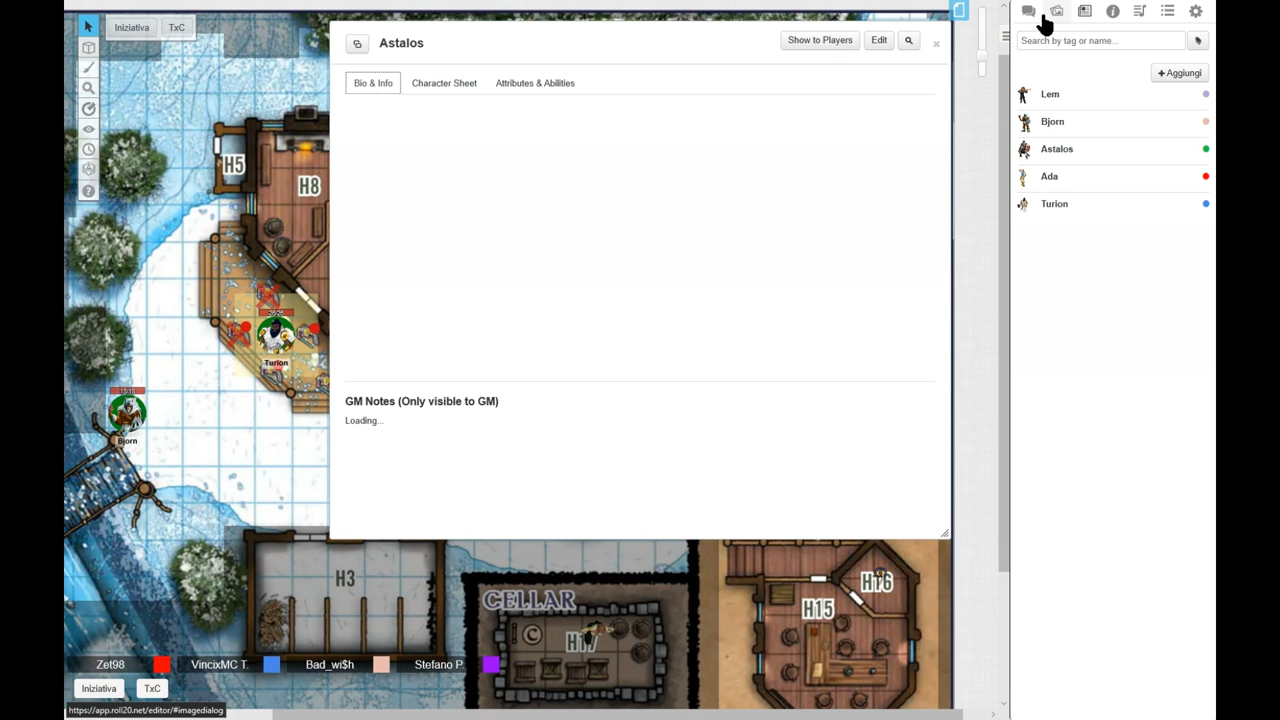 Iniziativa TxC
Astalos
Show to Players Edit
Search by tag or name...
Bio & Info Character Sheet Attributes & Abilities
+ Aggiungi
Lem
Bjorn
Astalos
Ada
Turion
H5
H8
Turion
Bjorn
GM Notes (Only visible to GM)
Loading...
H3
CELLAR
H17
H16
H15
Zet98 VincixMC T. Bad_wi$h Stefano P.
Iniziativa TxC
https://app.roll20.net/editor/#imagedialog